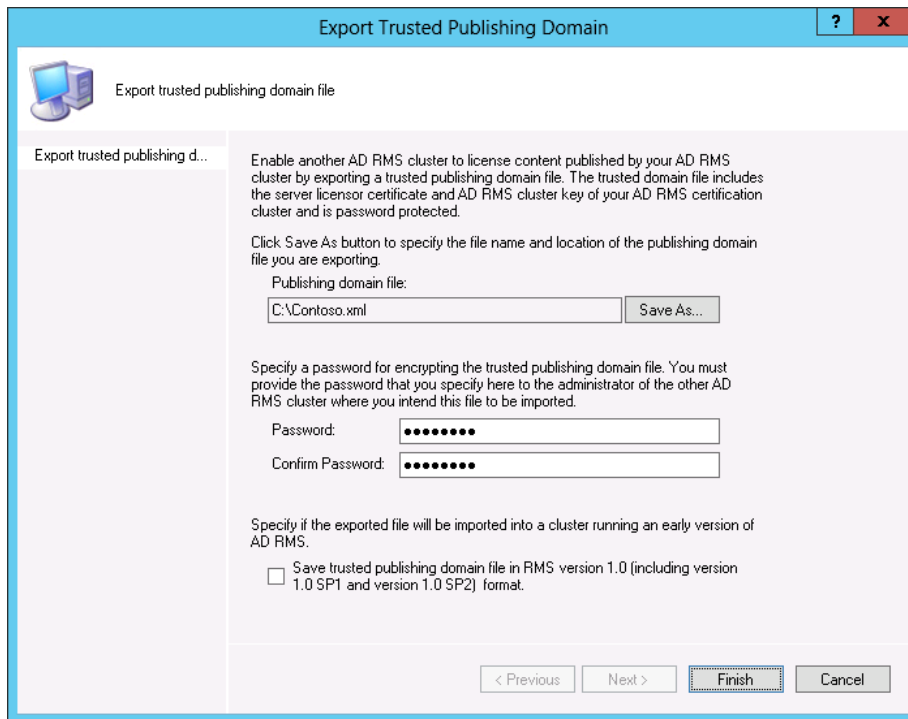 Export Trusted Publishing Domain
?
x
Export trusted publishing domain file
Export trusted publishing d...
Enable another AD RMS cluster to license content published by your AD RMS
cluster by exporting a trusted publishing domain file. The trusted domain file includes
the server licensor certificate and AD RMS cluster key of your AD RMS certification
cluster and is password protected.
Click Save As button to specify the file name and location of the publishing domain
file you are exporting.
Publishing domain file:
C:\Contoso.xml
Save As...
Specify a password for encrypting the trusted publishing domain file. You must
provide the password that you specify here to the administrator of the other AD
RMS cluster where you intend this file to be imported.
Password:
●●●●●●●●
Confirm Password:
●●●●●●●●
Specify if the exported file will be imported into a cluster running an early version of
AD RMS.
Save trusted publishing domain file in RMS version 1.0 (including version
1.0 SP1 and version 1.0 SP2) format.
< Previous
Next >
Finish
Cancel